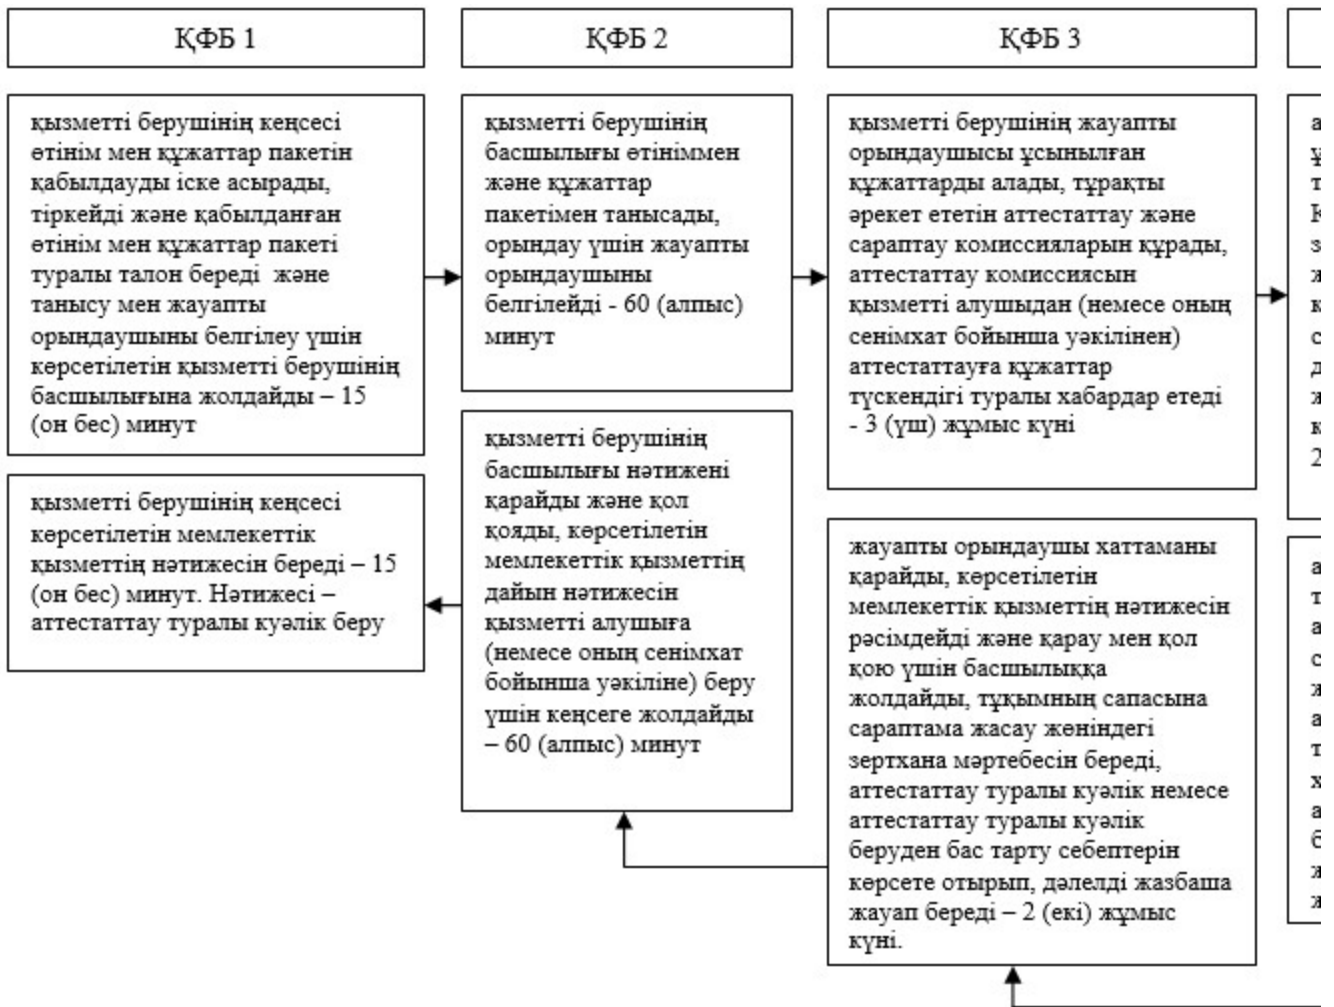 ҚФБ 1
қызметті берушінің кеңсесі
өтінім мен құжаттар пакетін
қабылдауды іске асырады,
тіркейді және қабылданған
өтінім мен құжаттар пакеті
туралы талон береді және
танысу мен жауапты
орындаушыны белгілеу үшін
көрсетілетін қызметті берушінің
басшылығына жолдайды – 15
(он бес) минут
қызметті берушінің кеңсесі
көрсетілетін мемлекеттік
қызметтің нәтижесін береді – 15
(он бес) минут. Нәтижесі –
аттестаттау туралы куәлік беру
ҚФБ 2
қызметті берушінің
басшылығы өтініммен
және құжаттар
пакетімен танысады,
орындау үшін жауапты
орындаушыны
белгілейді - 60 (алпыс)
минут
қызметті берушінің
басшылығы нәтижені
қарайды және қол
қояды, көрсетілетін
мемлекеттік қызметтің
дайын нәтижесін
қызметті алушыға
(немесе оның сенімхат
бойынша уәкіліне) беру
үшін кеңсеге жолдайды
– 60 (алпыс) минут
ҚФБ 3
қызметті берушінің жауапты
орындаушысы ұсынылған
құжаттарды алады, тұрақты
әрекет ететін аттестаттау және
сараптау комиссияларын құрады,
аттестаттау комиссиясын
қызметті алушыдан (немесе оның
сенімхат бойынша уәкілінен)
аттестаттауға құжаттар
түскендігі туралы хабардар етеді
- 3 (үш) жұмыс күні
жауапты орындаушы хаттаманы
қарайды, көрсетілетін
мемлекеттік қызметтің нәтижесін
рәсімдейді және қарау мен қол
қою үшін басшылыққа
жолдайды, тұқымның сапасына
сараптама жасау жөніндегі
зертхана мәртебесін береді,
аттестаттау туралы куәлік немесе
аттестаттау туралы куәлік
беруден бас тарту себептерін
көрсете отырып, дәлелді жазбаша
жауап береді – 2 (екі) жұмыс
күні.